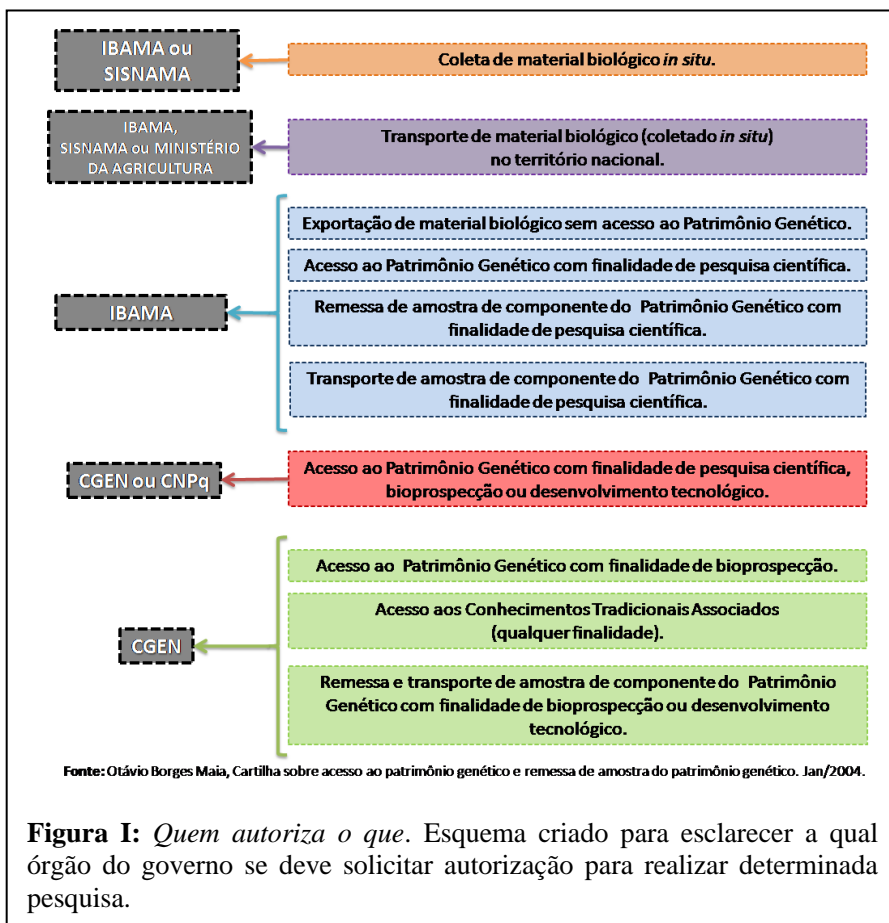 IBAMA ou
SISNAMA
Coleta de material biológico in situ.
IBAMA,
SISNAMA ou MINISTÉRIO
DA AGRICULTURA
Transporte de material biológico (coletado in situ)
no território nacional.
IBAMA
Exportação de material biológico sem acesso ao Patrimônio Genético.
Acesso ao Patrimônio Genético com finalidade de pesquisa científica.
Remessa de amostra de componente do Patrimônio Genético com
finalidade de pesquisa científica.
Transporte de amostra de componente do Patrimônio Genético com
finalidade de pesquisa científica.
CGEN ou CNPq
Acesso ao Patrimônio Genético com finalidade de pesquisa científica,
bioprospecção ou desenvolvimento tecnológico.
CGEN
Acesso ao Patrimônio Genético com finalidade de bioprospecção.
Acesso aos Conhecimentos Tradicionais Associados
(qualquer finalidade).
Remessa e transporte de amostra de componente do Patrimônio
Genético com finalidade de bioprospecção ou desenvolvimento
tecnológico.
Fonte: Otávio Borges Maia, Cartilha sobre acesso ao patrimônio genético e remessa de amostra do patrimônio genético. Jan/2004.
Figura I: Quem autoriza o que. Esquema criado para esclarecer a qual
órgão do governo se deve solicitar autorização para realizar determinada
pesquisa.